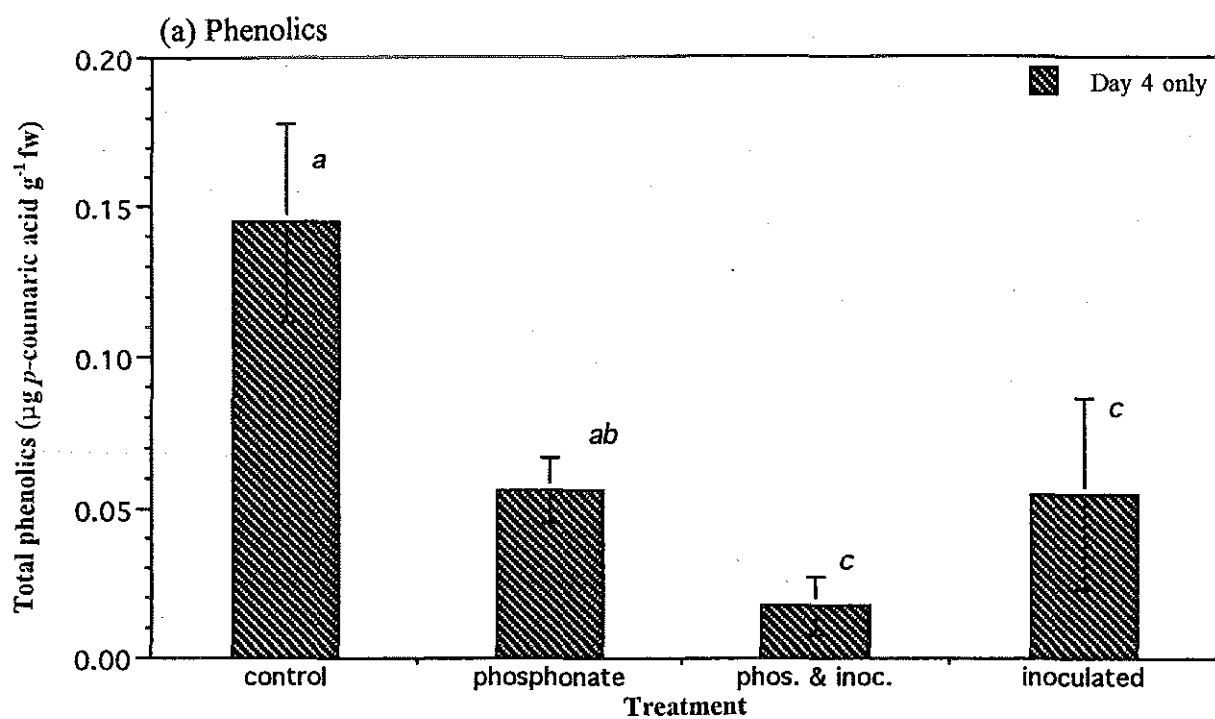 (a) Phenolics
Total phenolics (µg p-coumaric acid g⁻¹ fw)
0.20
0.15
0.10
0.05
0.00
Day 4 only
a
ab
c
c
control
phosphonate
phos. & inoc.
inoculated
Treatment